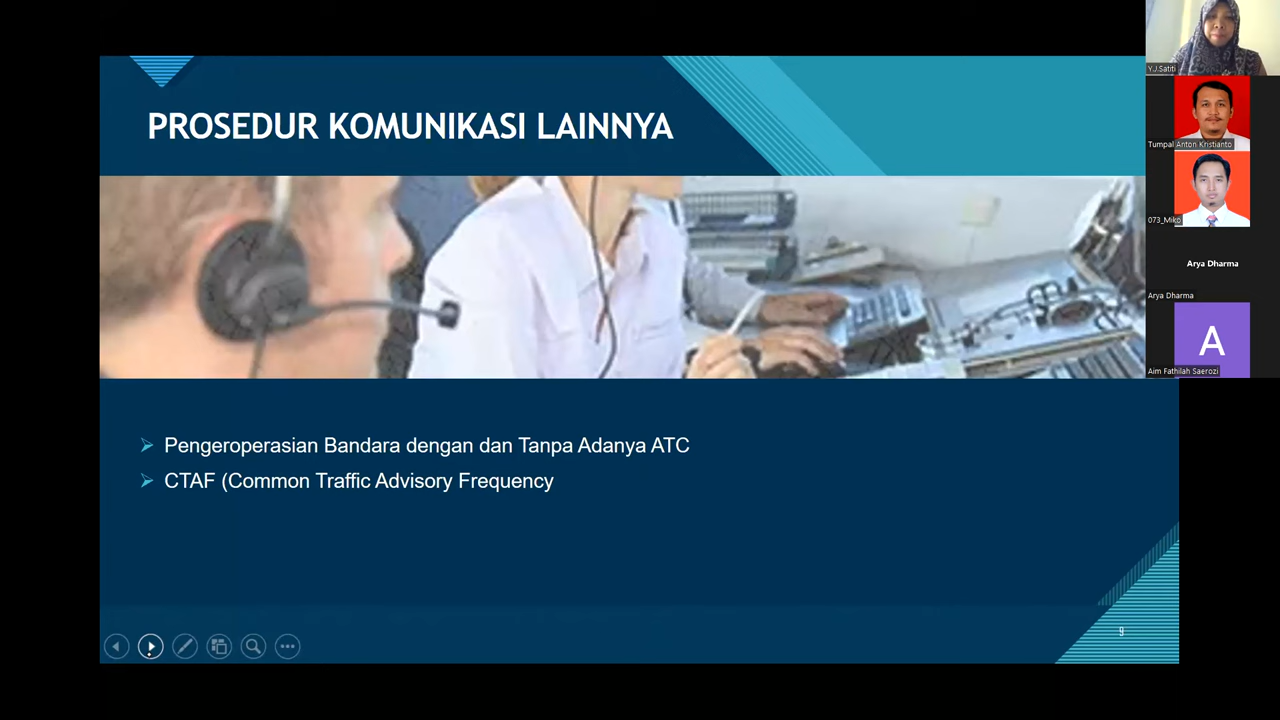 PROSEDUR KOMUNIKASI LAINNYA
Pengeroperasian Bandara dengan dan Tanpa Adanya ATC
CTAF (Common Traffic Advisory Frequency
9
Y.J.Satiti
Tumpal Anton Kristianto
073_Miko
Arya Dharma
Arya Dharma
A
Aim Fathilah Saerozi